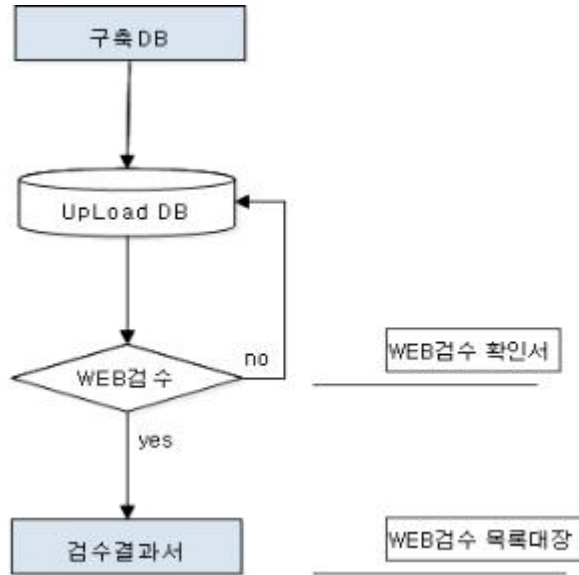 구축DB
UpLoad DB
WEB검수
no
WEB검수 확인서
yes
검수결과서
WEB검수 목록대장